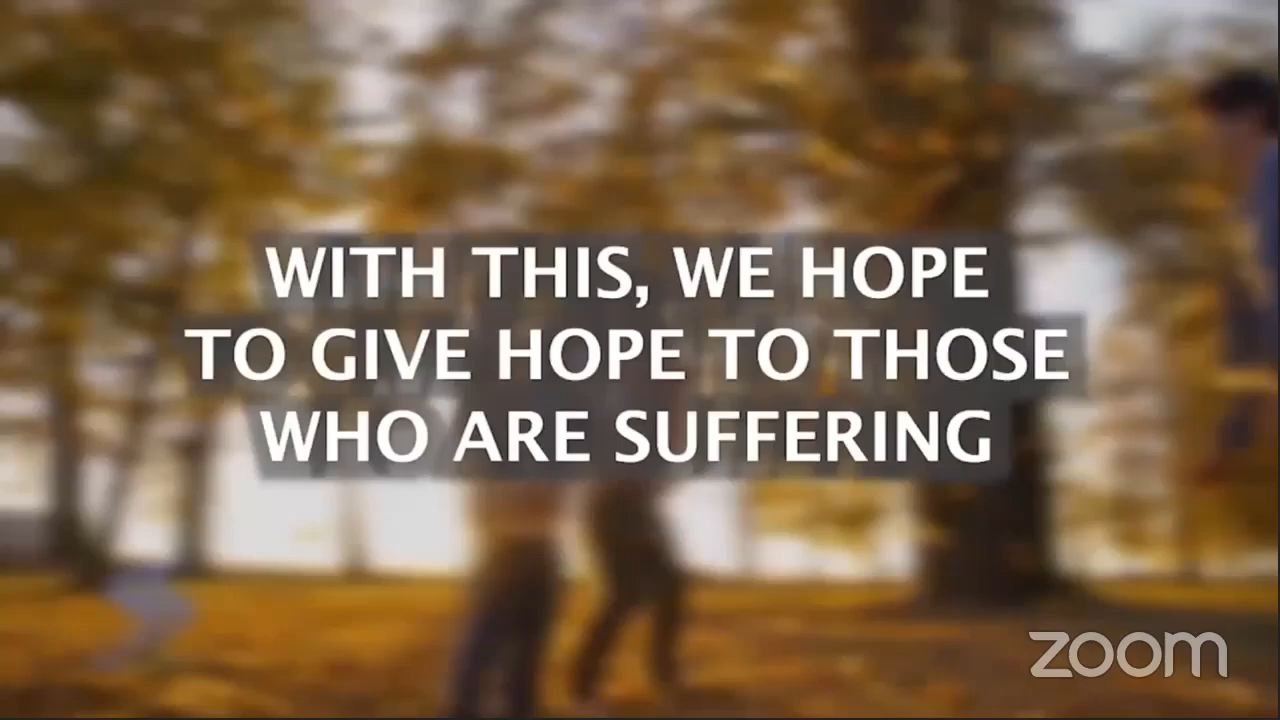 WITH THIS, WE HOPE
TO GIVE HOPE TO THOSE
WHO ARE SUFFERING
zoom